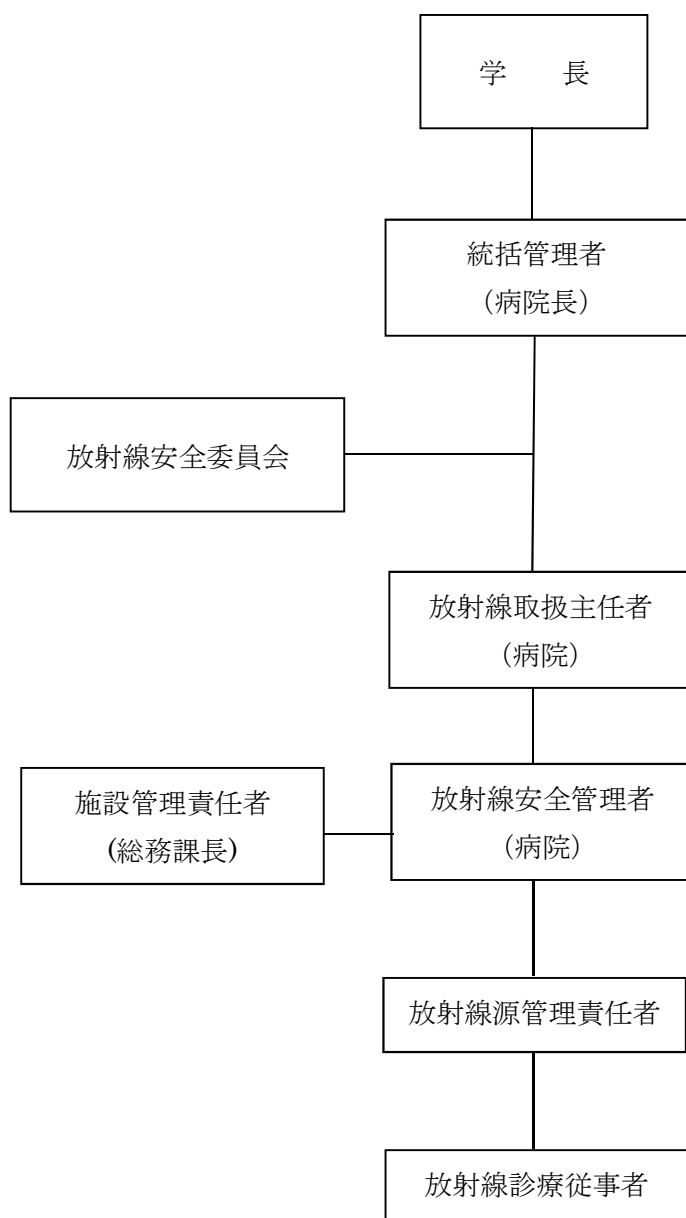 学　　長
統括管理者
（病院長）
放射線安全委員会
放射線取扱主任者
（病院）
施設管理責任者
(総務課長)
放射線安全管理者
（病院）
放射線源管理責任者
放射線診療従事者